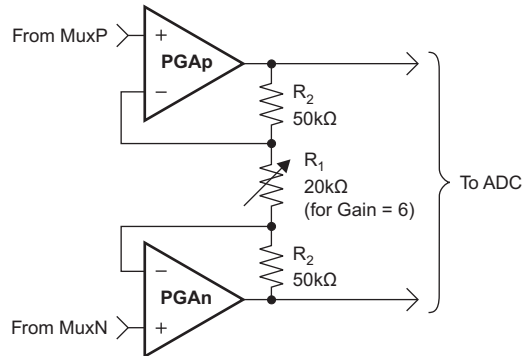 From MuxP
+
PGAp
−
R2
50kΩ
R1
20kΩ
(for Gain = 6)
To ADC
R2
50kΩ
−
PGAn
From MuxN
+